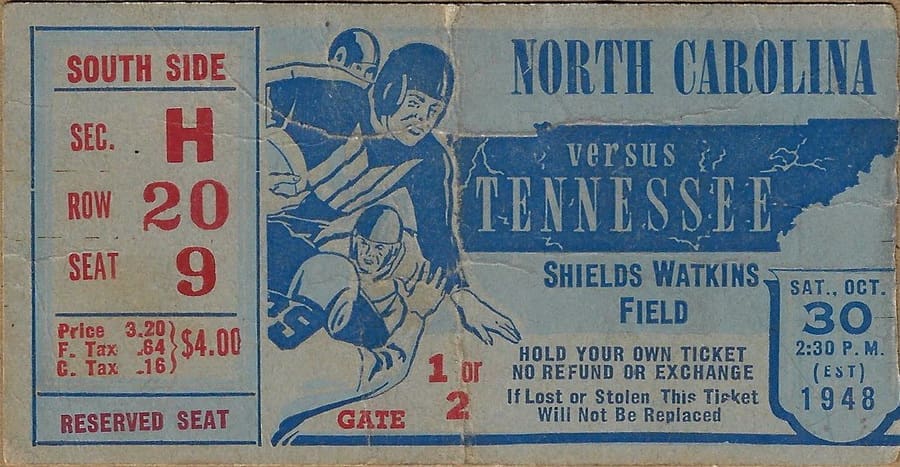 SOUTH SIDE
SEC. H
ROW 20
SEAT 9
Price 3.20
F. Tax .64
C. Tax .16
$4.00
RESERVED SEAT
GATE 1 or 2
NORTH CAROLINA
versus
TENNESSEE
SHIELDS WATKINS
FIELD
HOLD YOUR OWN TICKET
NO REFUND OR EXCHANGE
If Lost or Stolen This Ticket
Will Not Be Replaced
SAT., OCT.
30
2:30 P.M.
(EST)
1948